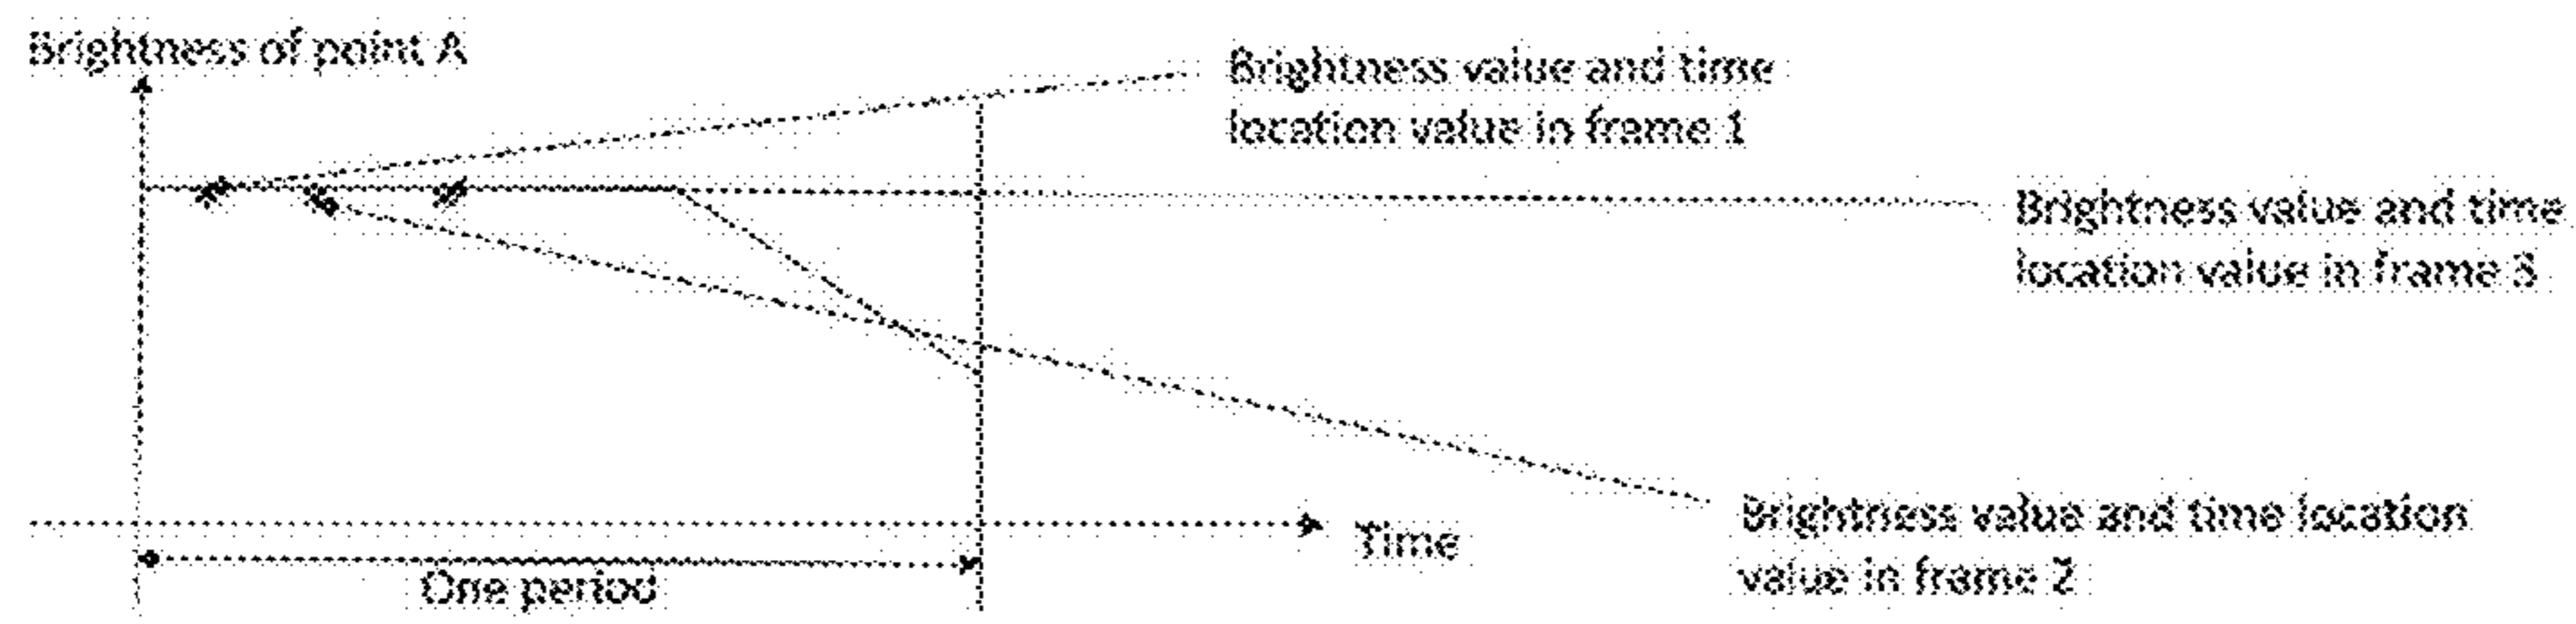 Brightness of point A
Brightness value and time
location value in frame 1
Brightness value and time
location value in frame 3
Brightness value and time location
value in frame 2
Time
One period